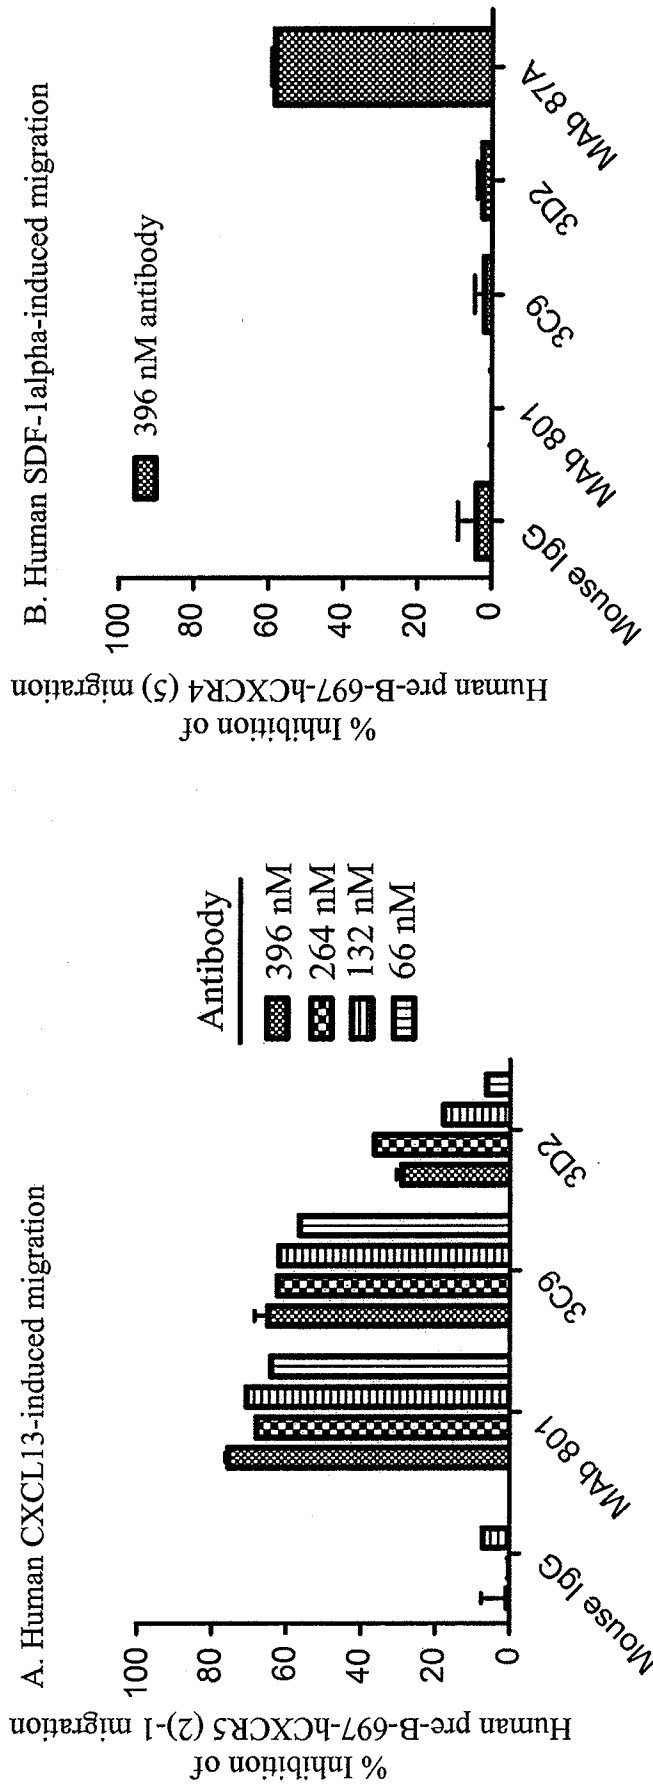 A. Human CXCL13-induced migration
% Inhibition of
Human pre-B-697-hCXCR5 (2)-1 migration
100
80
60
40
20
0
Mouse IgG
MAb 801
3C9
3D2
Antibody
396 nM
264 nM
132 nM
66 nM
B. Human SDF-1alpha-induced migration
% Inhibition of
Human pre-B-697-hCXCR4 (5) migration
100
80
60
40
20
0
396 nM antibody
Mouse IgG
MAb 801
3C9
3D2
MAb 87A